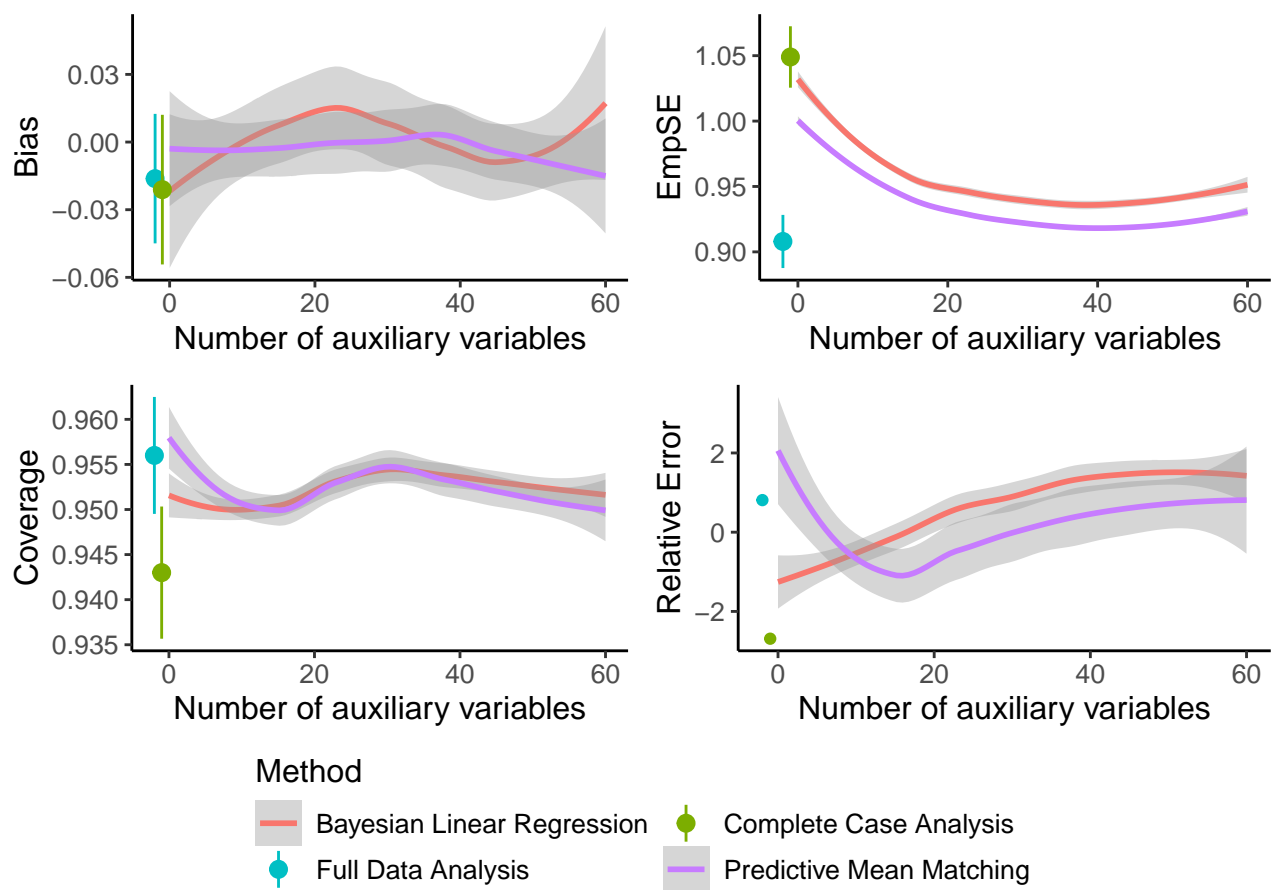 Bias
0.03
0.00
−0.03
−0.06
0
20
40
60
Number of auxiliary variables
EmpSE
1.05
1.00
0.95
0.90
0
20
40
60
Number of auxiliary variables
Coverage
0.960
0.955
0.950
0.945
0.940
0.935
0
20
40
60
Number of auxiliary variables
Relative Error
2
0
−2
0
20
40
60
Number of auxiliary variables
Method
Bayesian Linear Regression
Complete Case Analysis
Full Data Analysis
Predictive Mean Matching